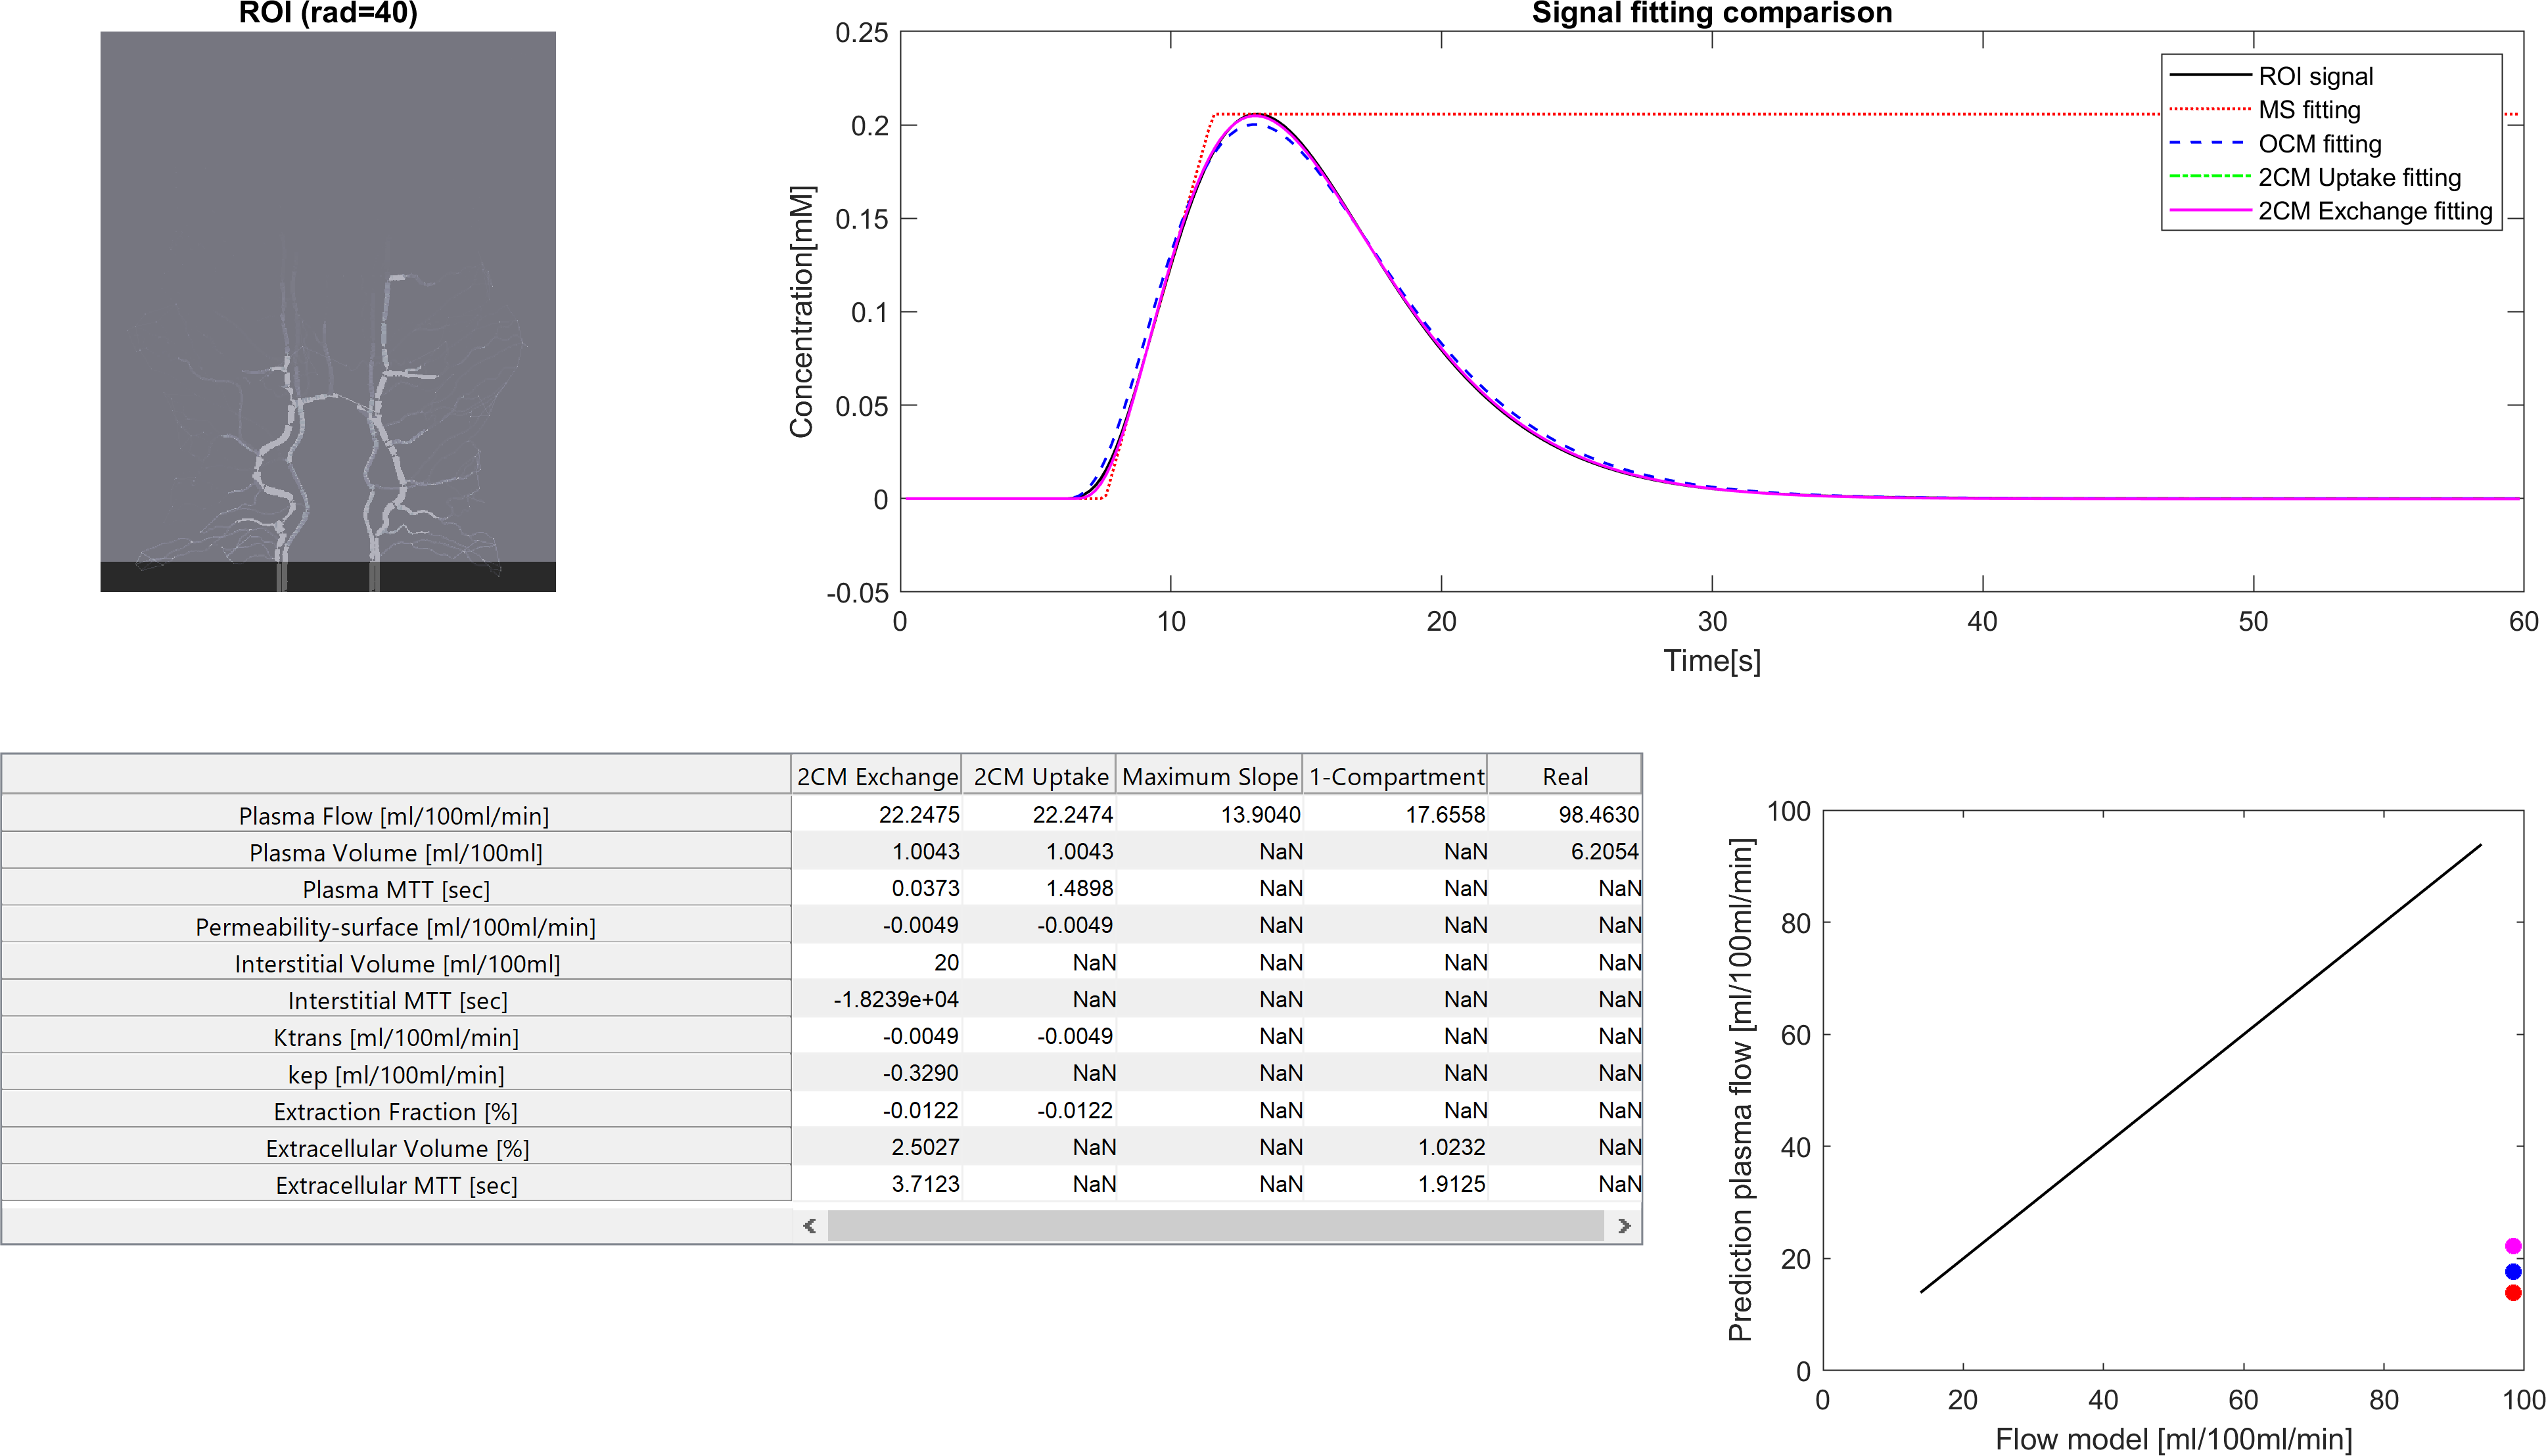 ROI (rad=40)
Signal fitting comparison
0.25
0.2
0.15
0.1
0.05
0
-0.05
Concentration[mM]
0 10 20 30 40 50 60
Time[s]
ROI signal
MS fitting
OCM fitting
2CM Uptake fitting
2CM Exchange fitting
2CM Exchange 2CM Uptake Maximum Slope 1-Compartment Real
Plasma Flow [ml/100ml/min] 22.2475 22.2474 13.9040 17.6558 98.4630
Plasma Volume [ml/100ml] 1.0043 1.0043 NaN NaN 6.2054
Plasma MTT [sec] 0.0373 1.4898 NaN NaN NaN
Permeability-surface [ml/100ml/min] -0.0049 -0.0049 NaN NaN NaN
Interstitial Volume [ml/100ml] 20 NaN NaN NaN NaN
Interstitial MTT [sec] -1.8239e+04 NaN NaN NaN NaN
Ktrans [ml/100ml/min] -0.0049 -0.0049 NaN NaN NaN
kep [ml/100ml/min] -0.3290 NaN NaN NaN NaN
Extraction Fraction [%] -0.0122 -0.0122 NaN NaN NaN
Extracellular Volume [%] 2.5027 NaN NaN 1.0232 NaN
Extracellular MTT [sec] 3.7123 NaN NaN 1.9125 NaN
100
80
60
40
20
0
Prediction plasma flow [ml/100ml/min]
0 20 40 60 80 100
Flow model [ml/100ml/min]